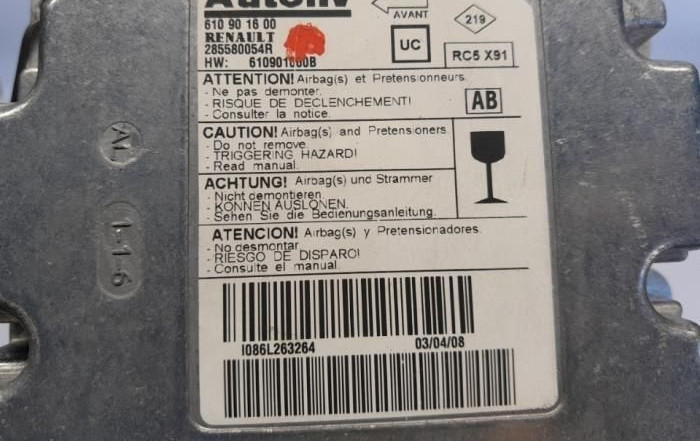 Autoliv
610 90 16 00
RENAULT
285580054R
HW: 610901600B
AVANT
219
UC
RC5 X91
ATTENTION! Airbag(s) et Pretensionneurs.
- Ne pas demonter.
- RISQUE DE DECLENCHEMENT!
- Consulter la notice.
AB
CAUTION! Airbag(s) and Pretensioners.
- Do not remove.
- TRIGGERING HAZARD!
- Read manual.
ACHTUNG! Airbag(s) und Strammer
- Nicht demontieren.
- KONNEN AUSLONEN.
- Sehen Sie die Bedienungsanleitung.
ATENCION! Airbag(s) y Pretensionadores.
- No desmontar
- RIESGO DE DISPARO!
- Consulte el manual.
I086L263264 03/04/08
AL
1-1-6